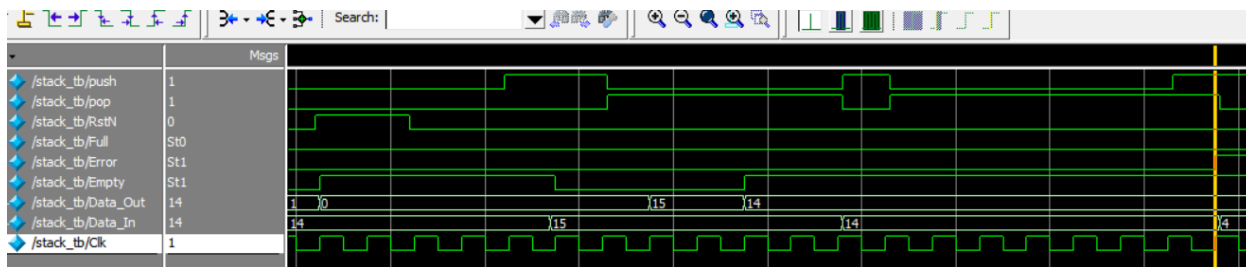 Search:
Msgs
/stack_tb/push 1
/stack_tb/pop 1
/stack_tb/RstN 0
/stack_tb/Full St0
/stack_tb/Error St1
/stack_tb/Empty St1
/stack_tb/Data_Out 14 1 0 15 14
/stack_tb/Data_In 14 14 15 14 4
/stack_tb/Clk 1